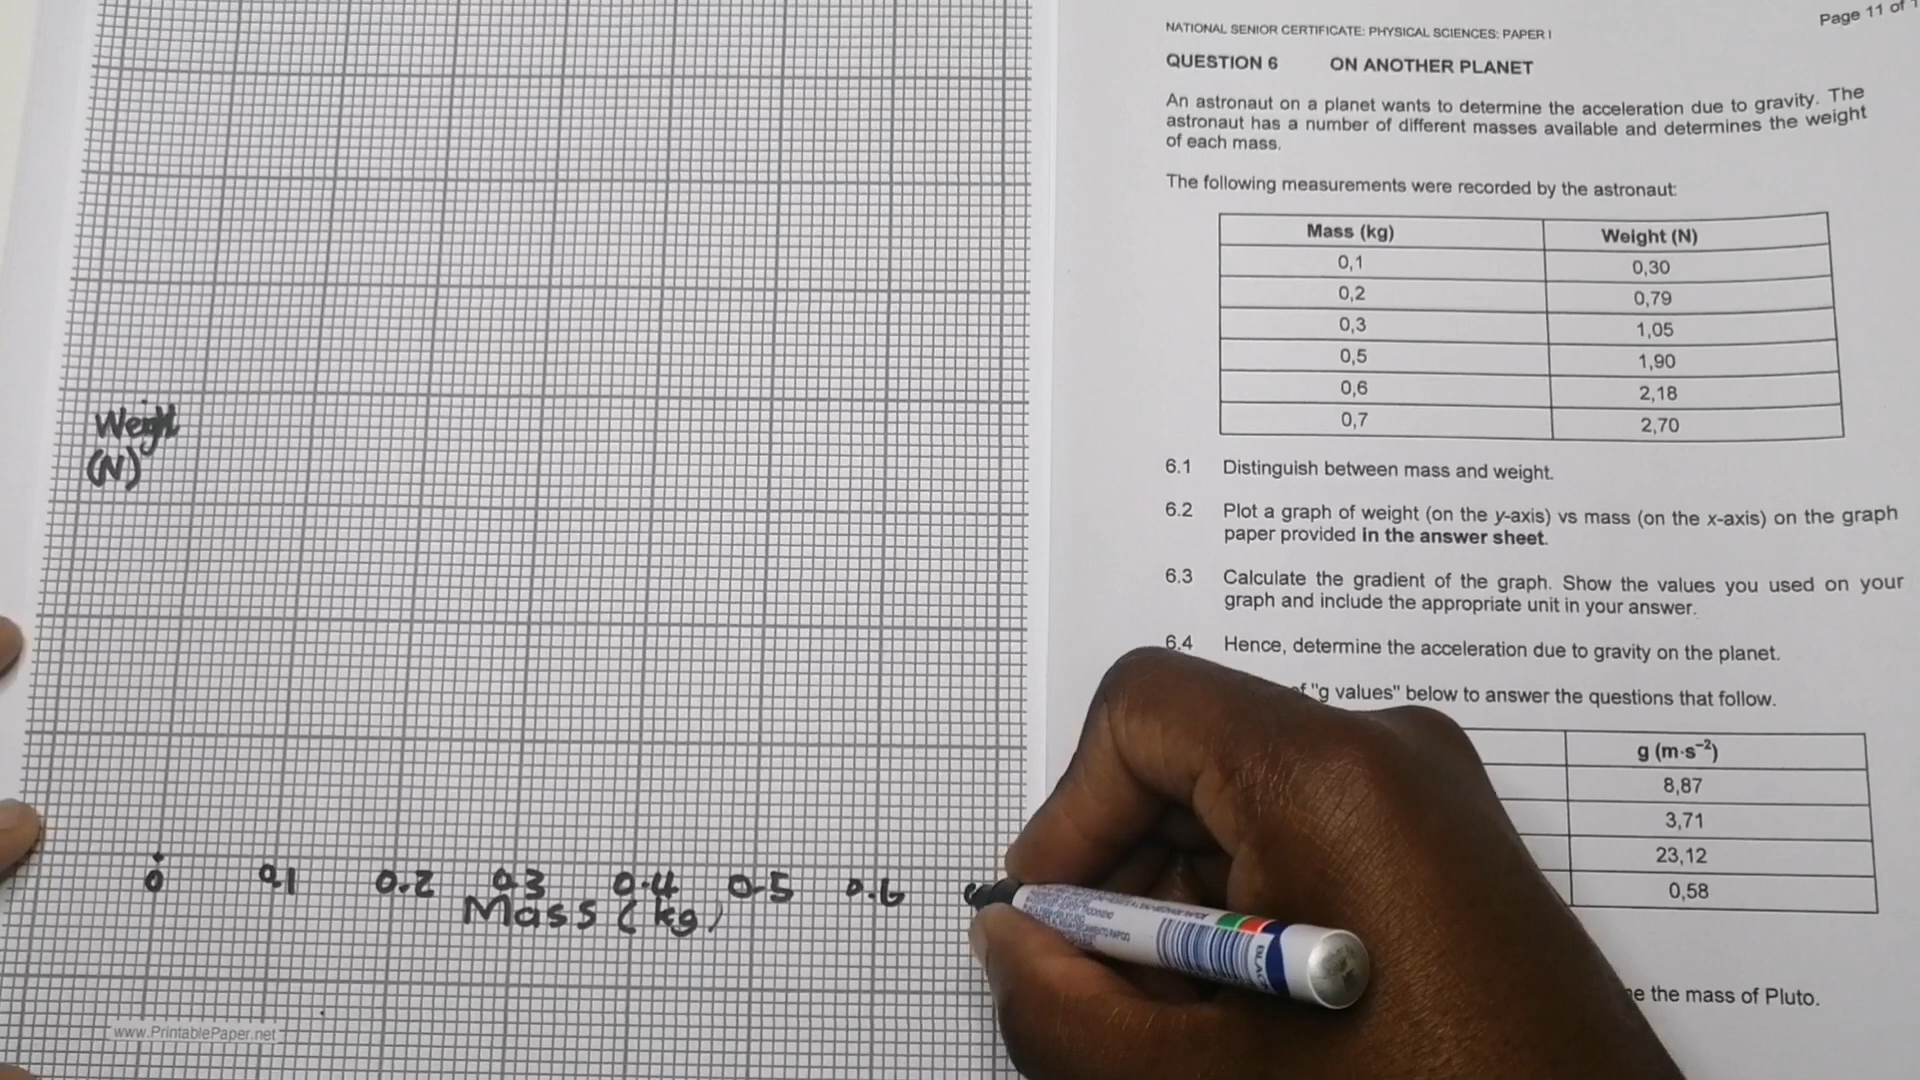 Weight
(N)
0 0.1 0.2 0.3 0.4 0.5 0.6
Mass (kg)
www.PrintablePaper.net
Page 11 of
NATIONAL SENIOR CERTIFICATE: PHYSICAL SCIENCES: PAPER I
QUESTION 6 ON ANOTHER PLANET
An astronaut on a planet wants to determine the acceleration due to gravity. The
astronaut has a number of different masses available and determines the weight
of each mass.
The following measurements were recorded by the astronaut:
Mass (kg) Weight (N)
0,1 0,30
0,2 0,79
0,3 1,05
0,5 1,90
0,6 2,18
0,7 2,70
6.1 Distinguish between mass and weight.
6.2 Plot a graph of weight (on the y-axis) vs mass (on the x-axis) on the graph
paper provided in the answer sheet.
6.3 Calculate the gradient of the graph. Show the values you used on your
graph and include the appropriate unit in your answer.
6.4 Hence, determine the acceleration due to gravity on the planet.
of "g values" below to answer the questions that follow.
g (m·s⁻²)
8,87
3,71
23,12
0,58
the mass of Pluto.